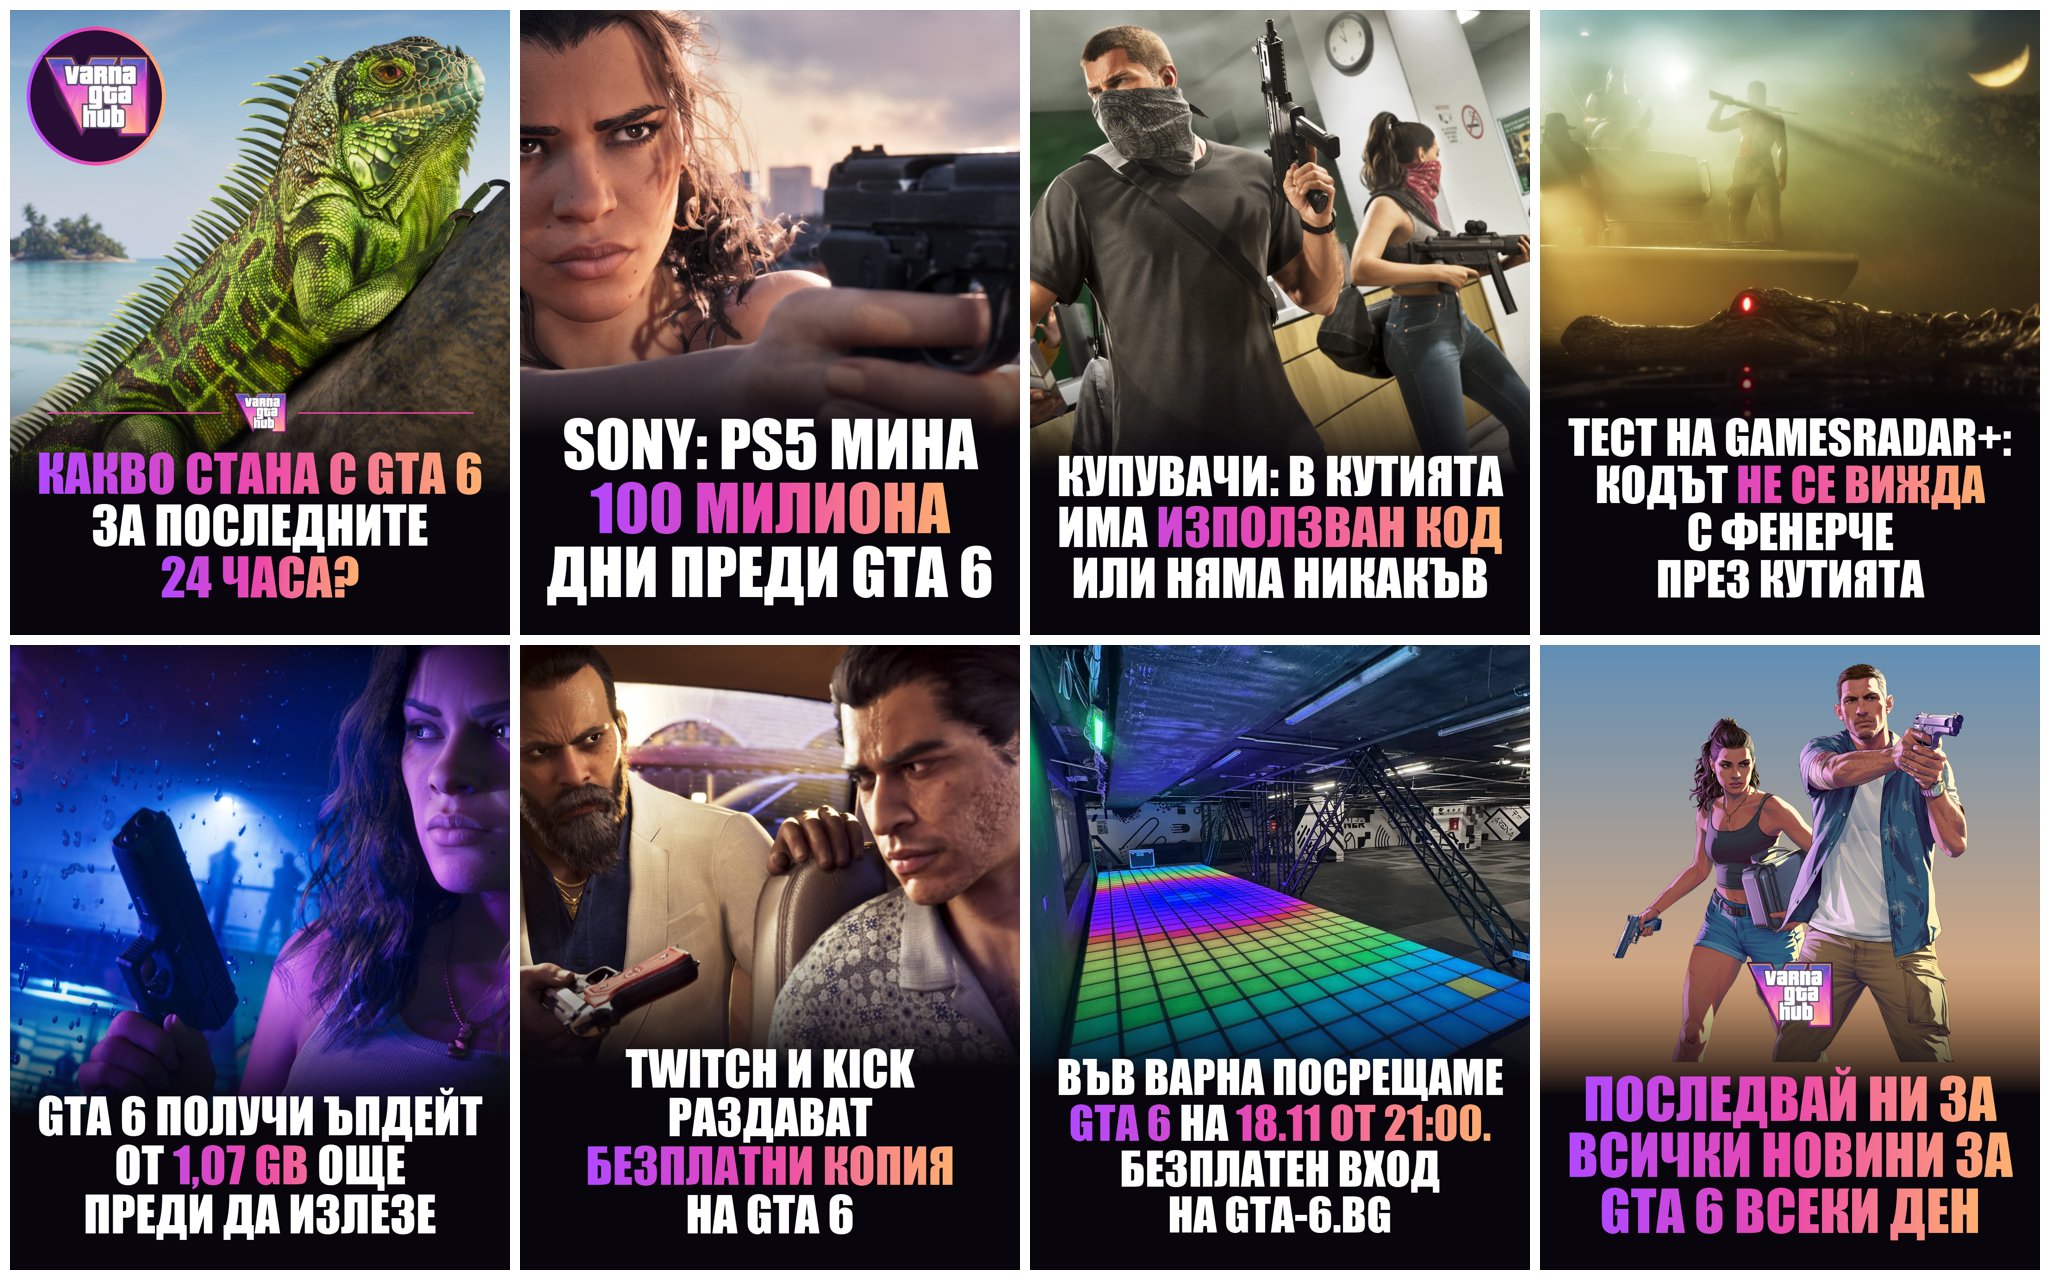 VARNA
gta
hub
VARNA
gta
hub
КАКВО СТАНА С GTA 6
ЗА ПОСЛЕДНИТЕ
24 ЧАСА?
SONY: PS5 МИНА
100 МИЛИОНА
ДНИ ПРЕДИ GTA 6
КУПУВАЧИ: В КУТИЯТА
ИМА ИЗПОЛЗВАН КОД
ИЛИ НЯМА НИКАКЪВ
ТЕСТ НА GAMESRADAR+:
КОДЪТ НЕ СЕ ВИЖДА
С ФЕНЕРЧЕ
ПРЕЗ КУТИЯТА
GTA 6 ПОЛУЧИ ЪПДЕЙТ
ОТ 1,07 GB ОЩЕ
ПРЕДИ ДА ИЗЛЕЗЕ
TWITCH И KICK
РАЗДАВАТ
БЕЗПЛАТНИ КОПИЯ
НА GTA 6
ВЪВ ВАРНА ПОСРЕЩАМЕ
GTA 6 НА 18.11 ОТ 21:00.
БЕЗПЛАТЕН ВХОД
НА GTA-6.BG
VARNA
gta
hub
ПОСЛЕДВАЙ НИ ЗА
ВСИЧКИ НОВИНИ ЗА
GTA 6 ВСЕКИ ДЕН